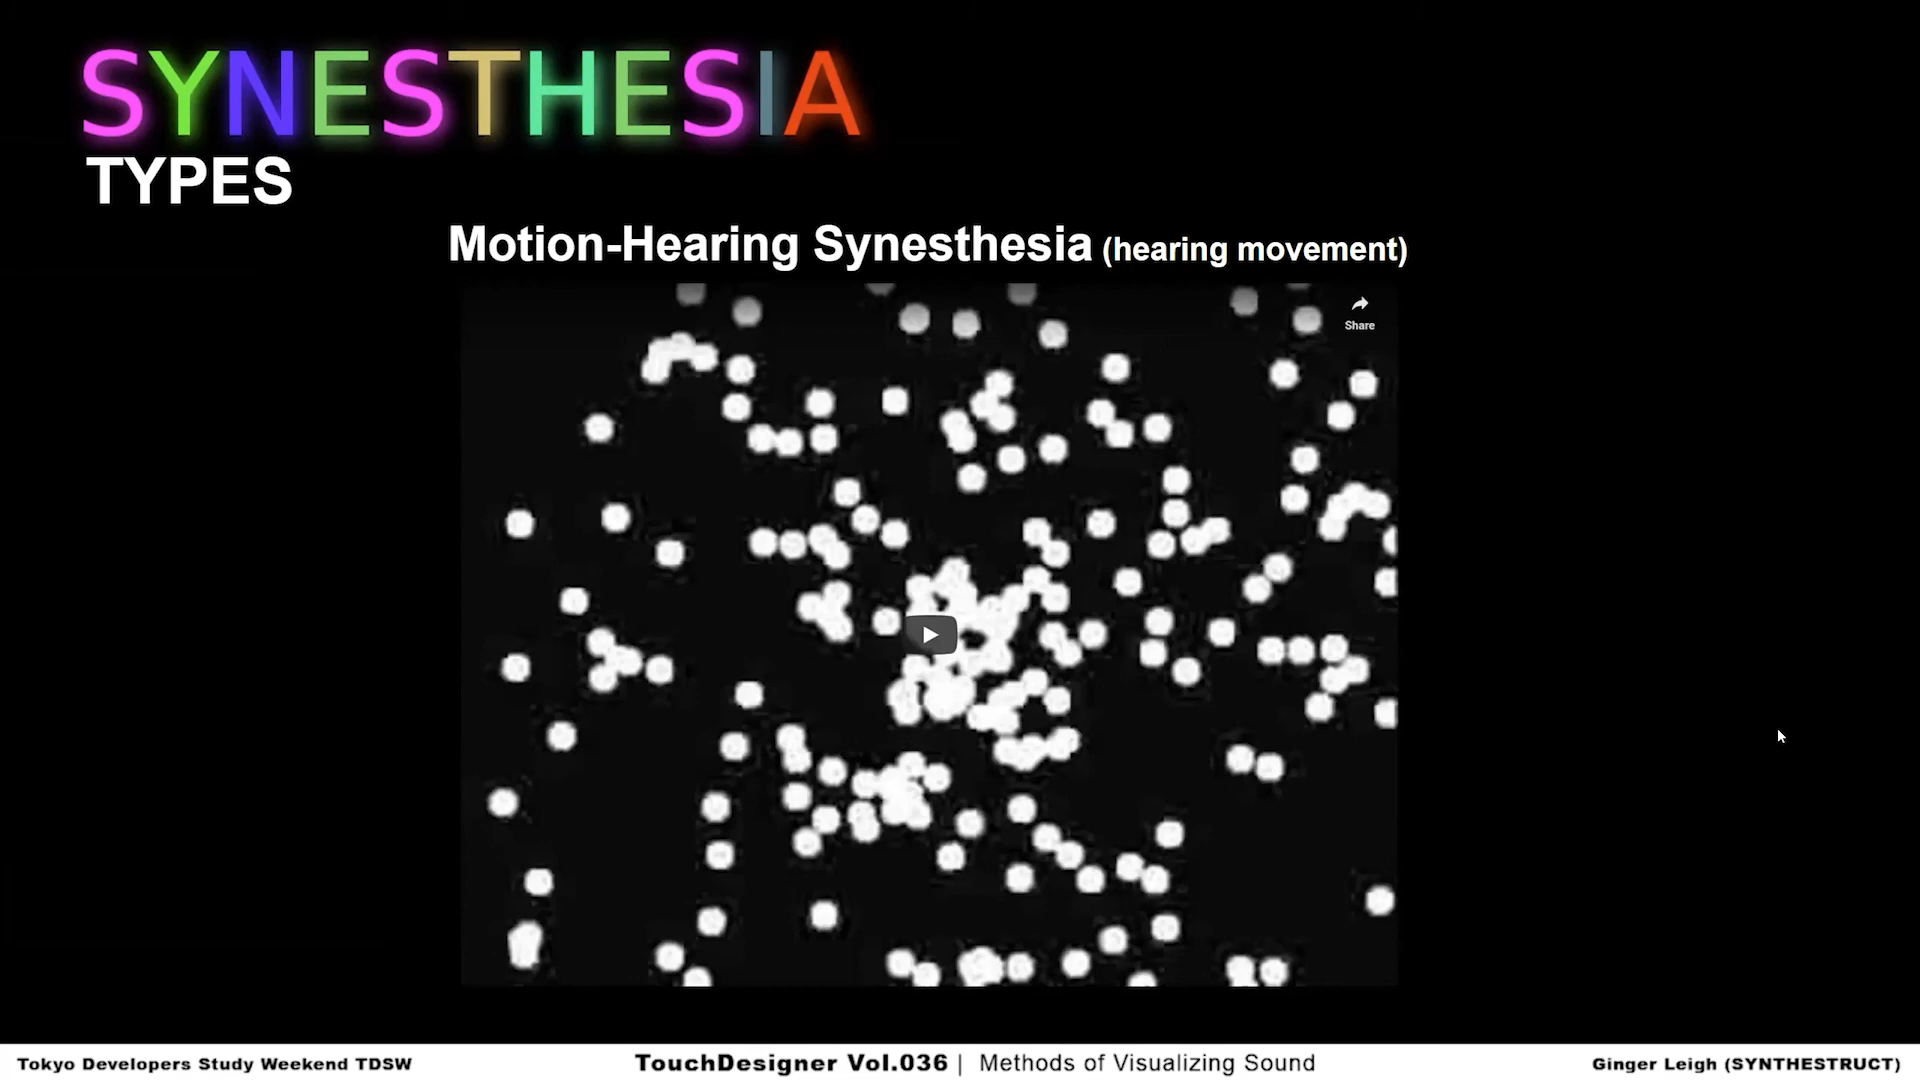 SYNESTHESIA
TYPES
Motion-Hearing Synesthesia (hearing movement)
Share
Tokyo Developers Study Weekend TDSW
TouchDesigner Vol.036 | Methods of Visualizing Sound
Ginger Leigh (SYNTHESTRUCT)